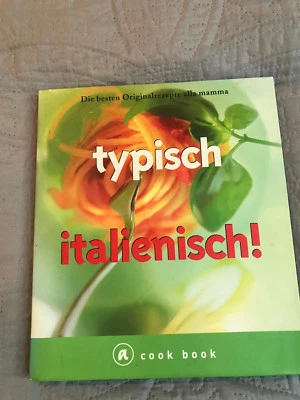 Die besten Originalrezepte alla mamma
typisch
italienisch!
a cook book